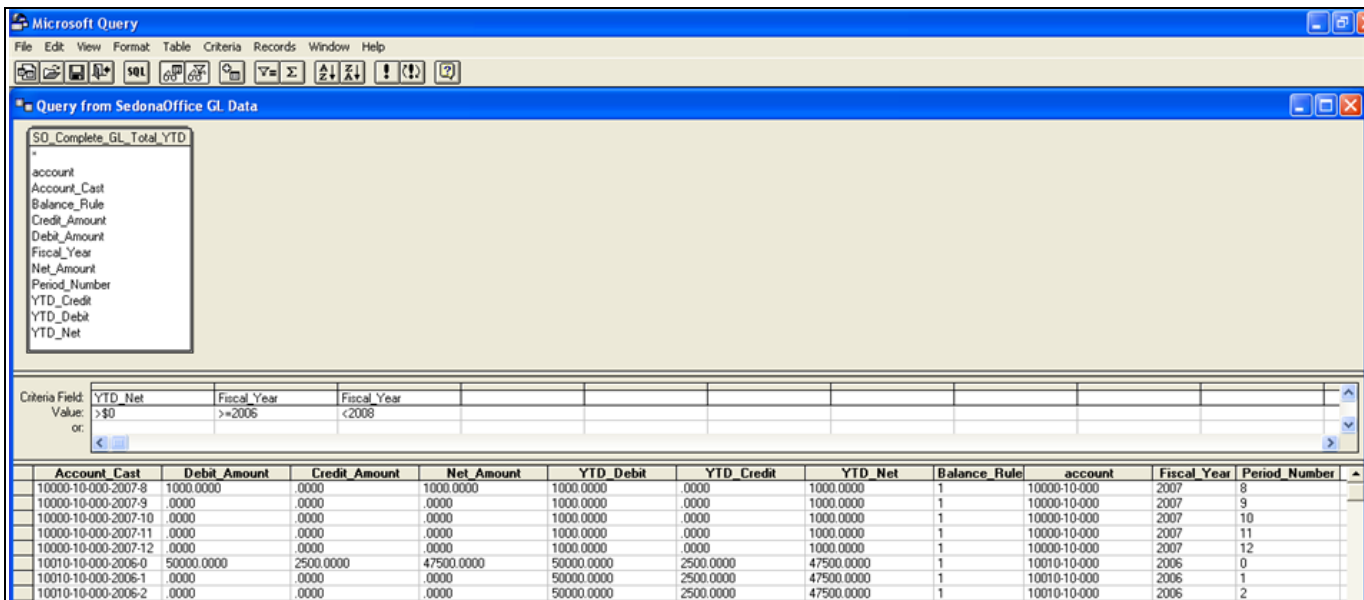 Microsoft Query
File Edit View Format Table Criteria Records Window Help
SQL
Query from SedonaOffice GL Data
SO_Complete_GL_Total_YTD
*
account
Account_Cast
Balance_Rule
Credit_Amount
Debit_Amount
Fiscal_Year
Net_Amount
Period_Number
YTD_Credit
YTD_Debit
YTD_Net
Criteria Field: YTD_Net Fiscal_Year Fiscal_Year
Value: >$0 >=2006 <2008
or:
Account_Cast Debit_Amount Credit_Amount Net_Amount YTD_Debit YTD_Credit YTD_Net Balance_Rule account Fiscal_Year Period_Number
10000-10-000-2007-8 1000.0000 .0000 1000.0000 1000.0000 .0000 1000.0000 1 10000-10-000 2007 8
10000-10-000-2007-9 .0000 .0000 .0000 1000.0000 .0000 1000.0000 1 10000-10-000 2007 9
10000-10-000-2007-10 .0000 .0000 .0000 1000.0000 .0000 1000.0000 1 10000-10-000 2007 10
10000-10-000-2007-11 .0000 .0000 .0000 1000.0000 .0000 1000.0000 1 10000-10-000 2007 11
10000-10-000-2007-12 .0000 .0000 .0000 1000.0000 .0000 1000.0000 1 10000-10-000 2007 12
10010-10-000-2006-0 50000.0000 2500.0000 47500.0000 50000.0000 2500.0000 47500.0000 1 10010-10-000 2006 0
10010-10-000-2006-1 .0000 .0000 .0000 50000.0000 2500.0000 47500.0000 1 10010-10-000 2006 1
10010-10-000-2006-2 .0000 .0000 .0000 50000.0000 2500.0000 47500.0000 1 10010-10-000 2006 2